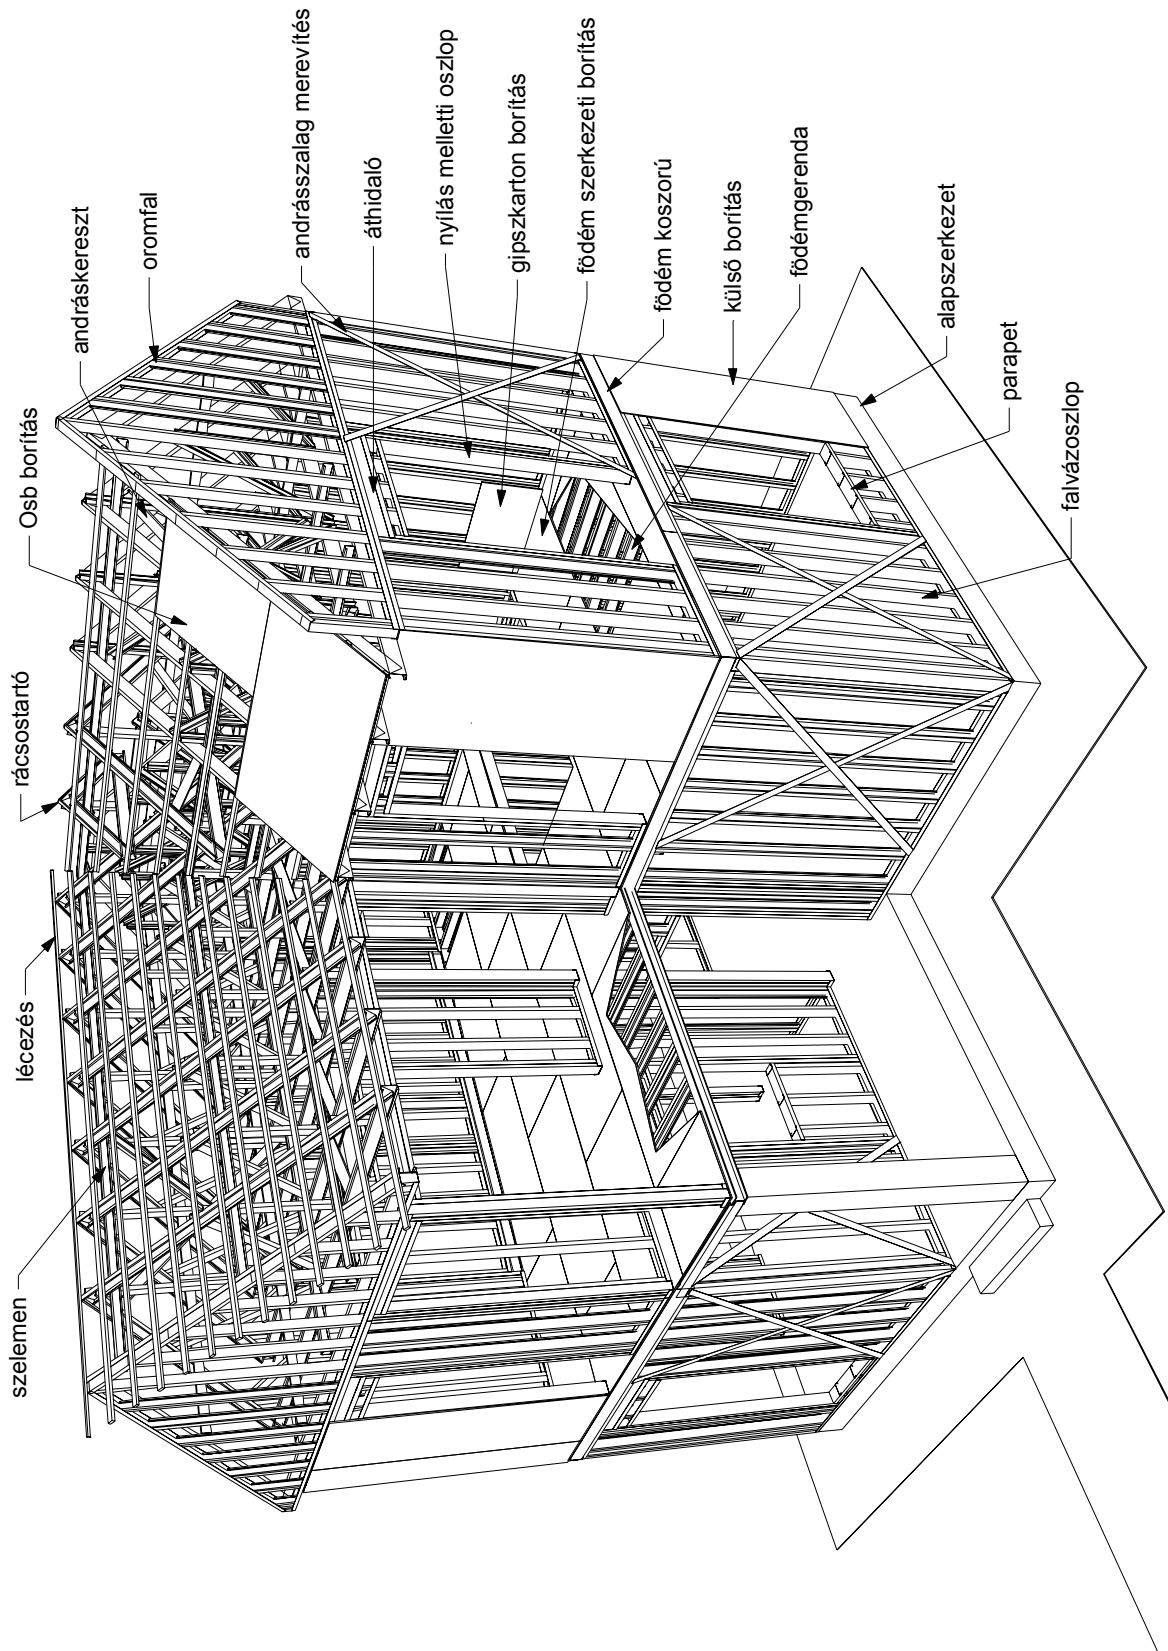 szelemen
lécezés
rácsostartó
Osb borítás
andráskereszt
oromfal
andrásszalag merevítés
áthidaló
nyílás melletti oszlop
gipszkarton borítás
födém szerkezeti borítás
födém koszorú
külső borítás
födémgerenda
alapszerkezet
parapet
falvázoszlop